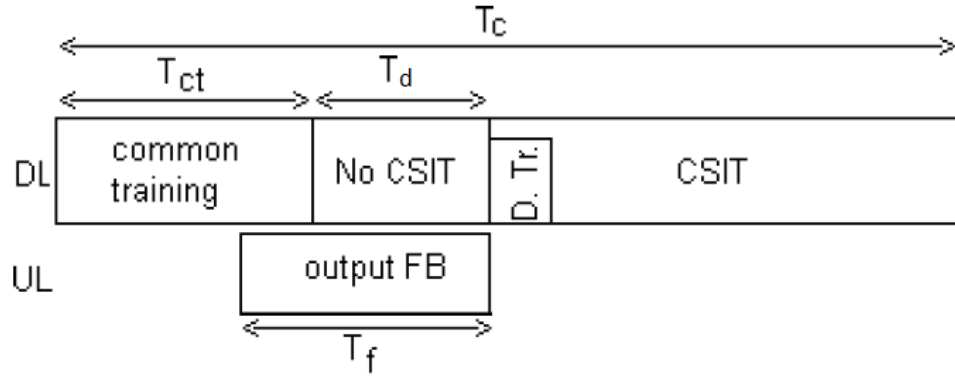 Tc
Tct
Td
DL
common
training
No CSIT
D. Tr.
CSIT
UL
output FB
Tf